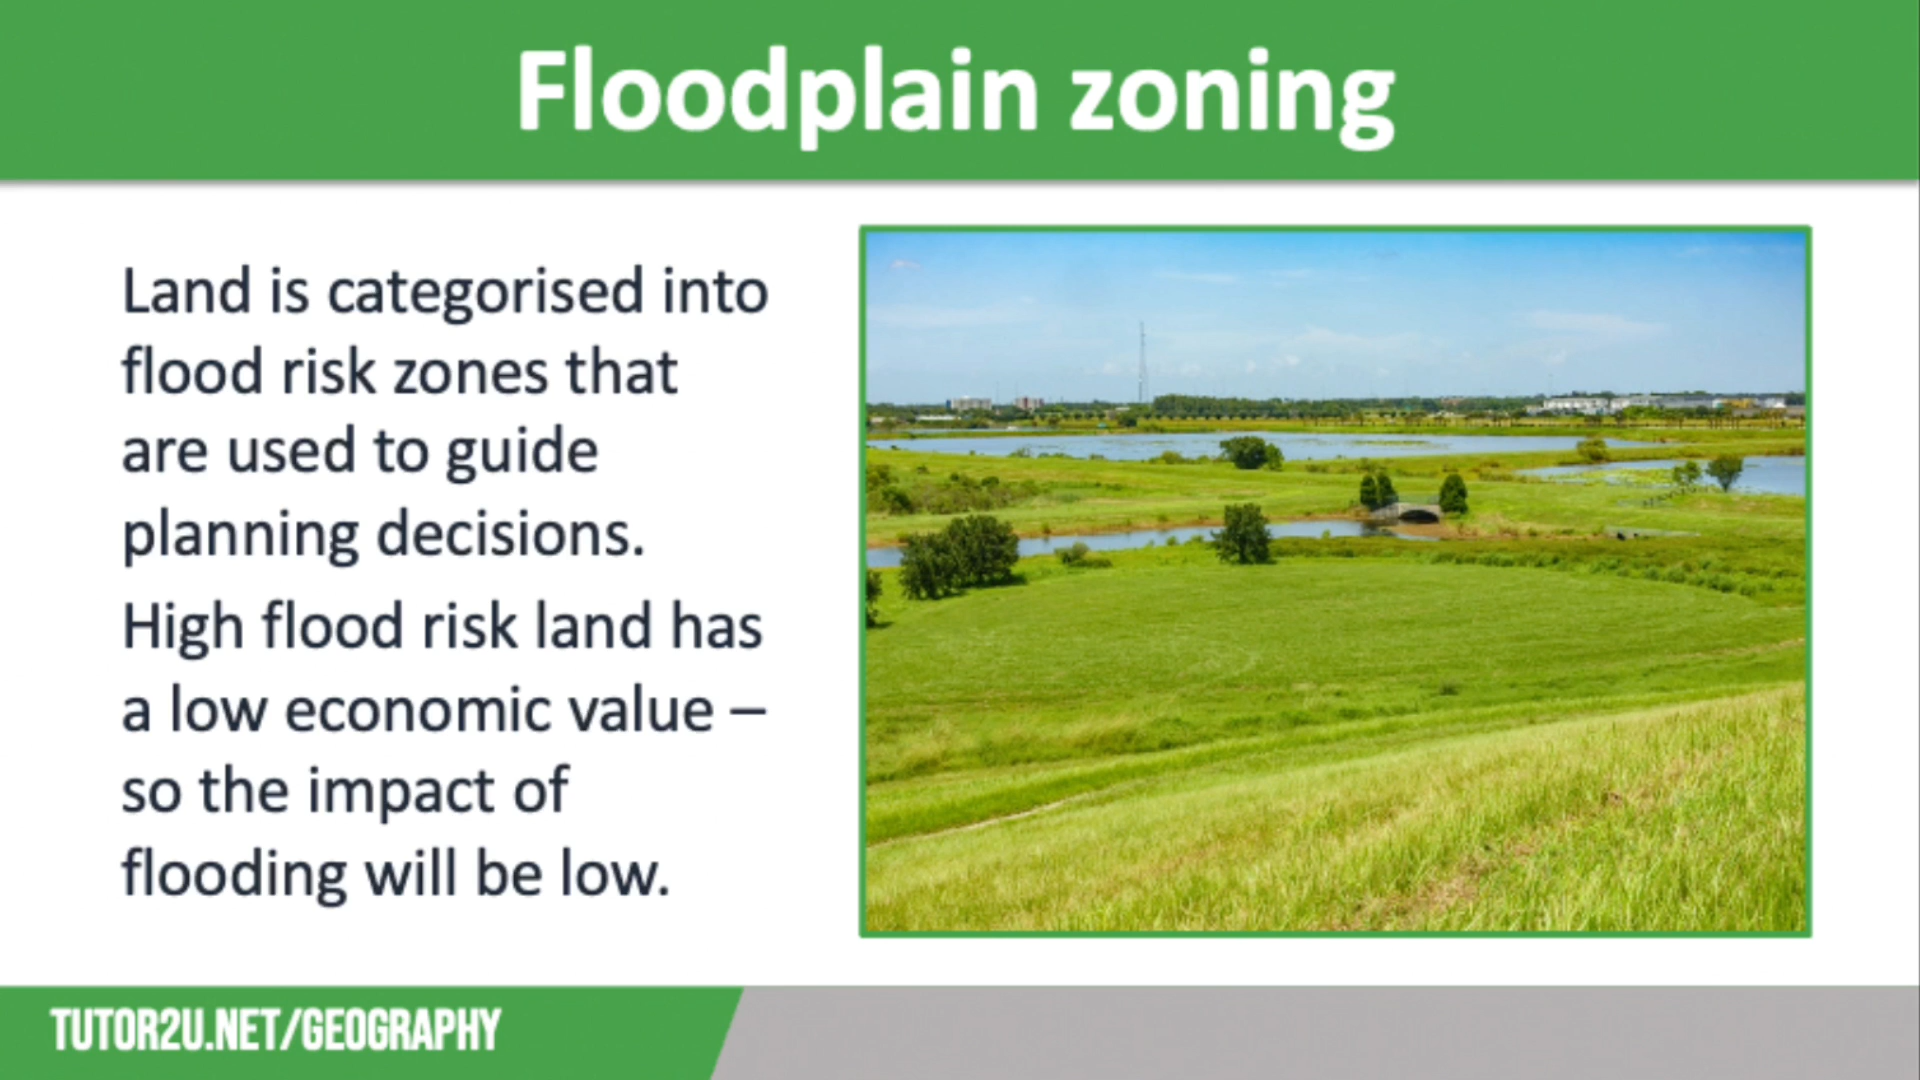 Floodplain zoning
Land is categorised into
flood risk zones that
are used to guide
planning decisions.
High flood risk land has
a low economic value –
so the impact of
flooding will be low.
TUTOR2U.NET/GEOGRAPHY